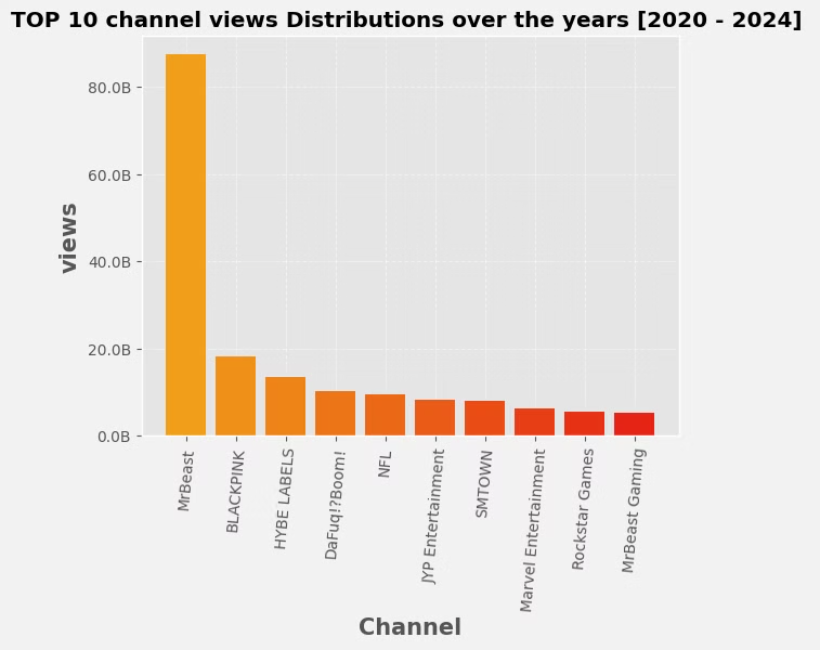 TOP 10 channel views Distributions over the years [2020 - 2024]
views
80.0B
60.0B
40.0B
20.0B
0.0B
MrBeast
BLACKPINK
HYBE LABELS
DaFuq!?Boom!
NFL
JYP Entertainment
SMTOWN
Marvel Entertainment
Rockstar Games
MrBeast Gaming
Channel